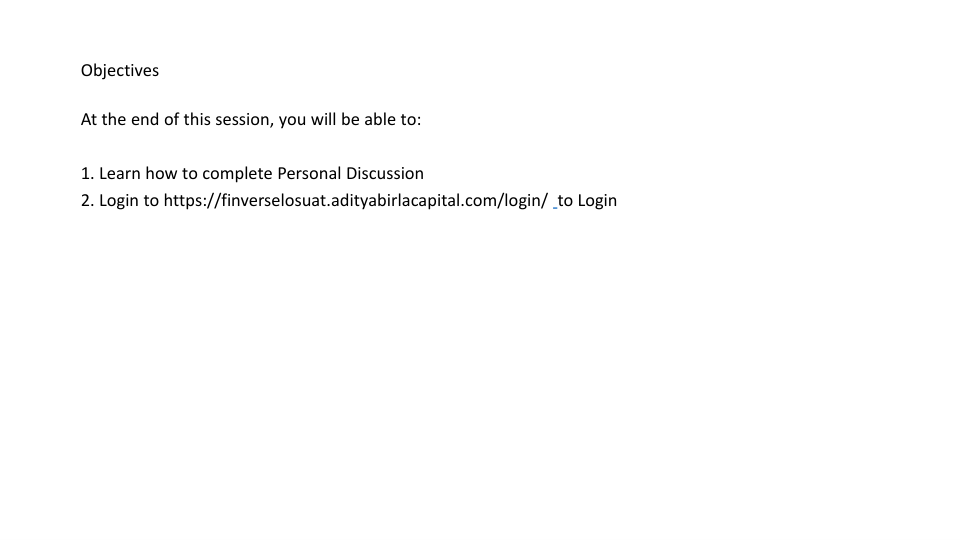 Objectives
At the end of this session, you will be able to:
1. Learn how to complete Personal Discussion
2. Login to https://finverselosuat.adityabirlacapital.com/login/ to Login